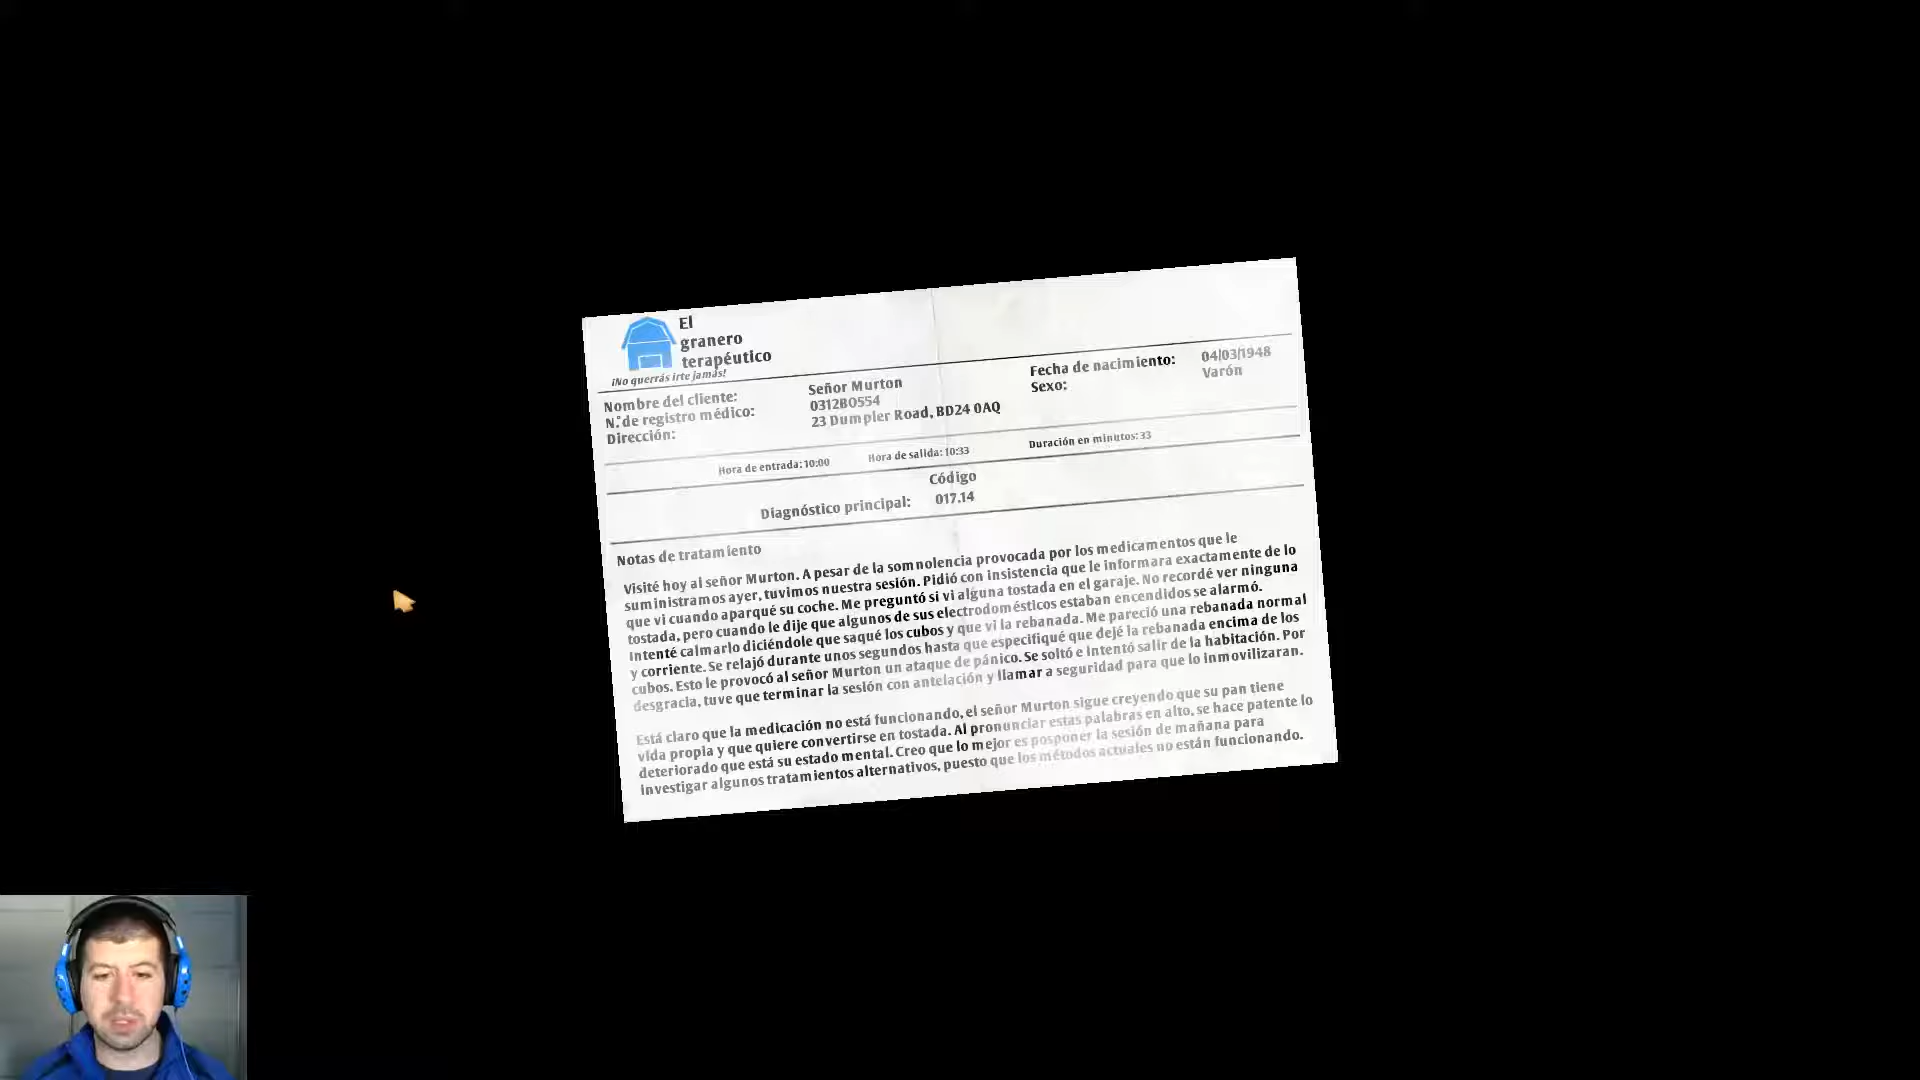 El
granero
terapéutico
¡No querrás irte jamás!
Nombre del cliente: Señor Murton
N.º de registro médico: 0312B0554
Dirección: 23 Dumpler Road, BD24 0AQ
Fecha de nacimiento: 04/03/1948
Sexo: Varón
Hora de entrada: 10:00 Hora de salida: 10:33 Duración en minutos: 33
Código
Diagnóstico principal: 017.14
Notas de tratamiento
Visité hoy al señor Murton. A pesar de la somnolencia provocada por los medicamentos que le
suministramos ayer, tuvimos nuestra sesión. Pidió con insistencia que le informara exactamente de lo
que vi cuando aparqué su coche. Me preguntó si vi alguna tostada en el garaje. No recordé ver ninguna
tostada, pero cuando le dije que algunos de sus electrodomésticos estaban encendidos se alarmó.
Intenté calmarlo diciéndole que saqué los cubos y que vi la rebanada. Me pareció una rebanada normal
y corriente. Se relajó durante unos segundos hasta que especifiqué que dejé la rebanada encima de los
cubos. Esto le provocó al señor Murton un ataque de pánico. Se soltó e intentó salir de la habitación. Por
desgracia, tuve que terminar la sesión con antelación y llamar a seguridad para que lo inmovilizaran.
Está claro que la medicación no está funcionando, el señor Murton sigue creyendo que su pan tiene
vida propia y que quiere convertirse en tostada. Al pronunciar estas palabras en alto, se hace patente lo
deteriorado que está su estado mental. Creo que lo mejor es posponer la sesión de mañana para
investigar algunos tratamientos alternativos, puesto que los métodos actuales no están funcionando.